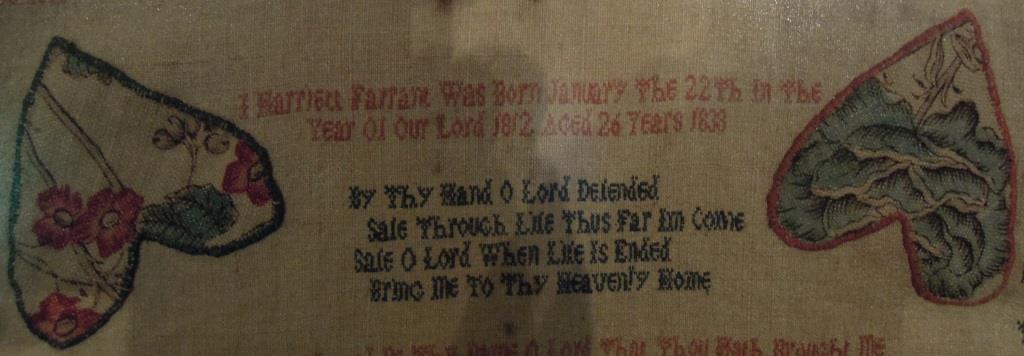 I Harriett Farrant Was Born January The 22Th In The
Year Of Our Lord 1812 Aged 26 Years 1838
By Thy Hand O Lord Defended
Safe Through Life Thus Far Im Come
Safe O Lord When Life Is Ended
Bring Me To Thy Heavenly Home
O Lord That Thou Hath Brought Me